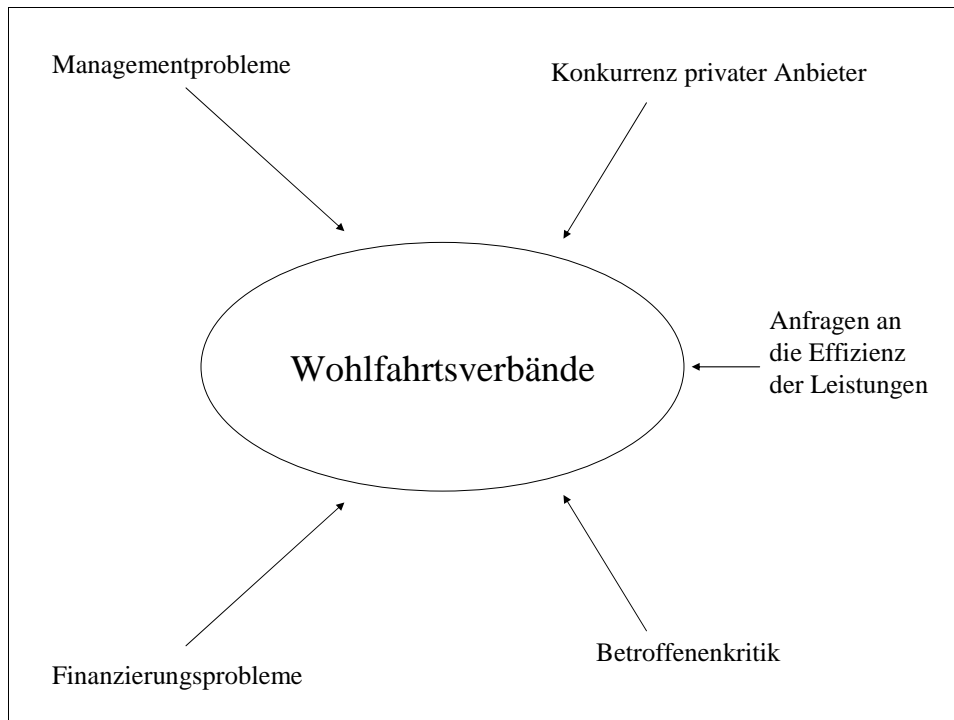 Managementprobleme
Konkurrenz privater Anbieter
Wohlfahrtsverbände
Anfragen an
die Effizienz
der Leistungen
Finanzierungsprobleme
Betroffenenkritik